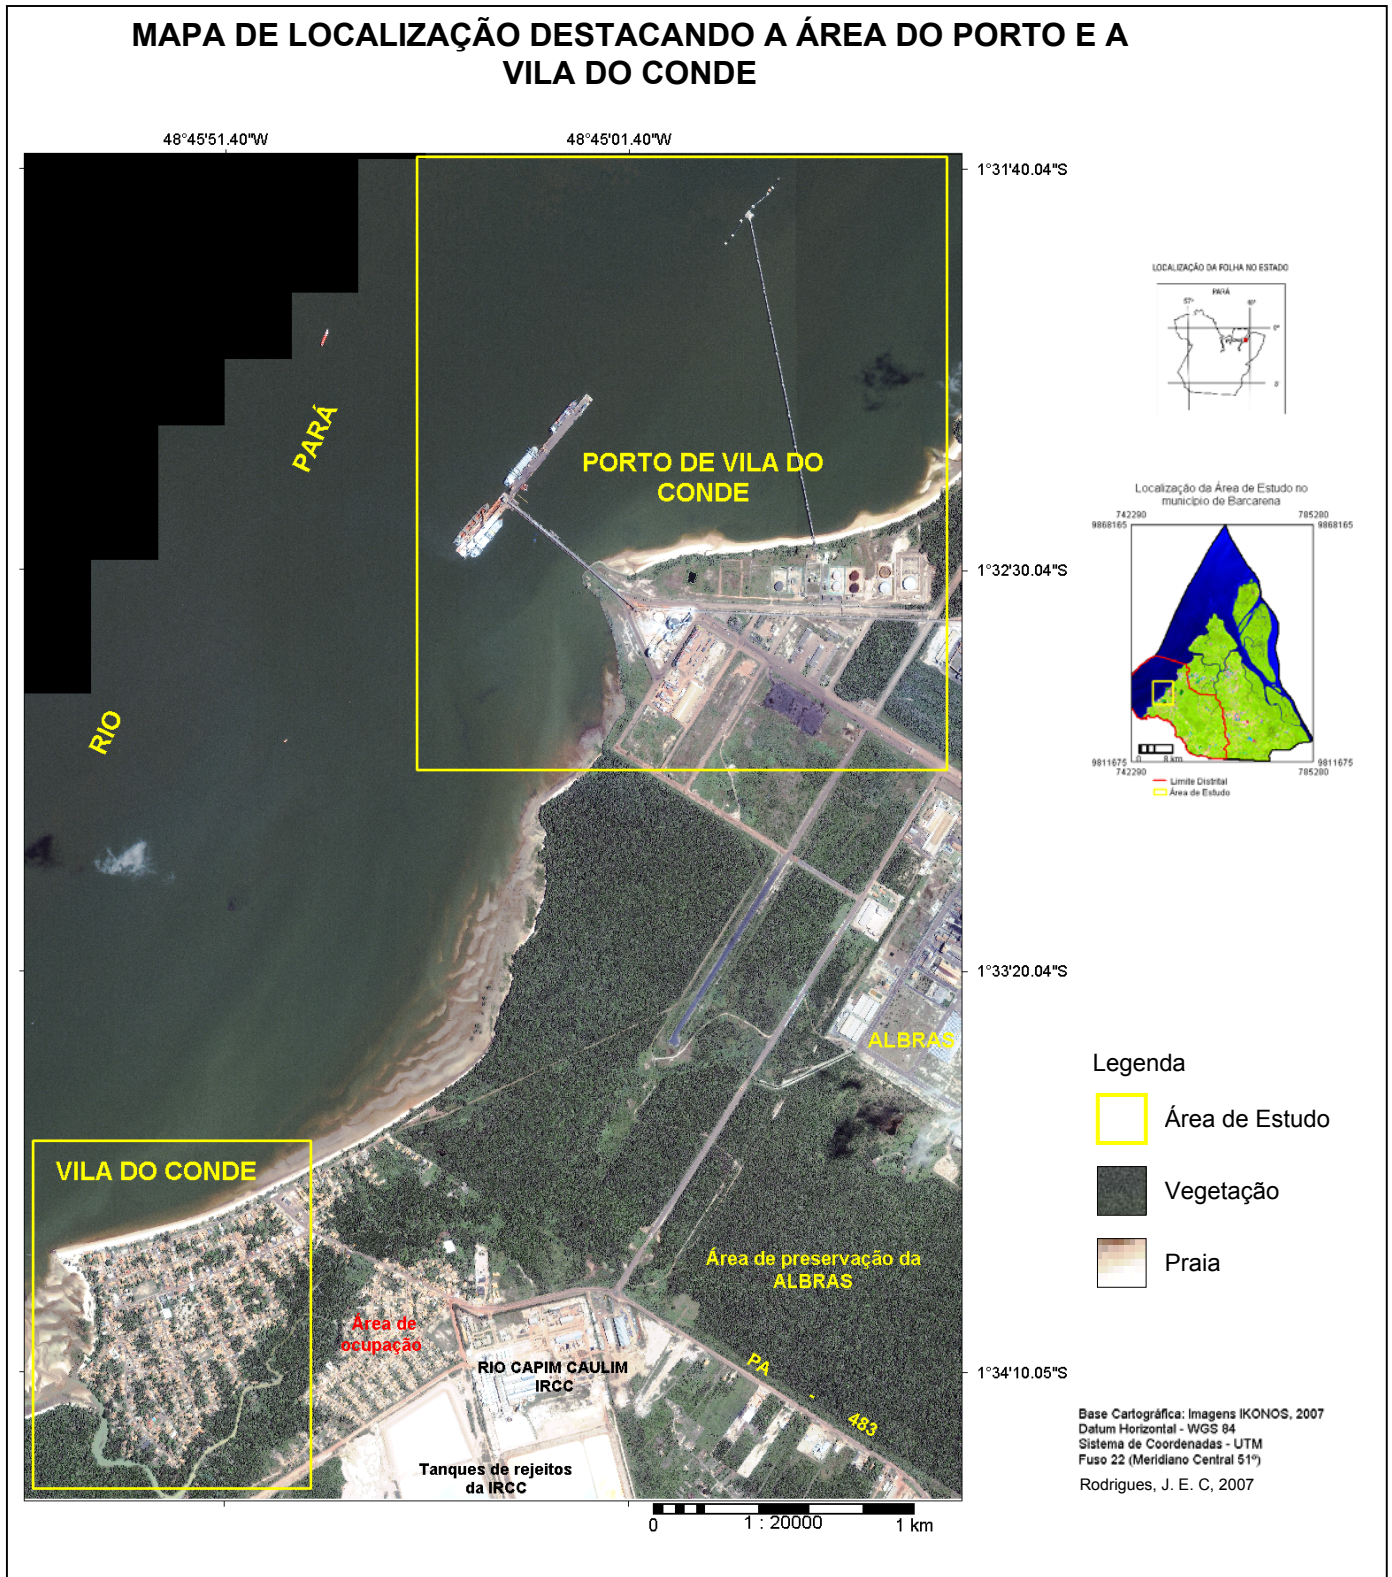 MAPA DE LOCALIZAÇÃO DESTACANDO A ÁREA DO PORTO E A
VILA DO CONDE
48°45'51.40"W
48°45'01.40"W
1°31'40.04"S
LOCALIZAÇÃO DA FOLHA NO ESTADO
PARÁ
57°
0°
PARÁ
PORTO DE VILA DO
CONDE
Localização da Área de Estudo no
município de Barcarena
742290
785280
9868165
9868165
1°32'30.04"S
RIO
0
8 km
9811675
9811675
742290
785280
Limite Distrital
Área de Estudo
1°33'20.04"S
ALBRAS
Legenda
Área de Estudo
VILA DO CONDE
Vegetação
Área de preservação da
ALBRAS
Praia
Área de
ocupação
RIO CAPIM CAULIM
IRCC
PA
483
1°34'10.05"S
Base Cartográfica: Imagens IKONOS, 2007
Datum Horizontal - WGS 84
Sistema de Coordenadas - UTM
Fuso 22 (Meridiano Central 51º)
Rodrigues, J. E. C, 2007
Tanques de rejeitos
da IRCC
0
1 : 20000
1 km